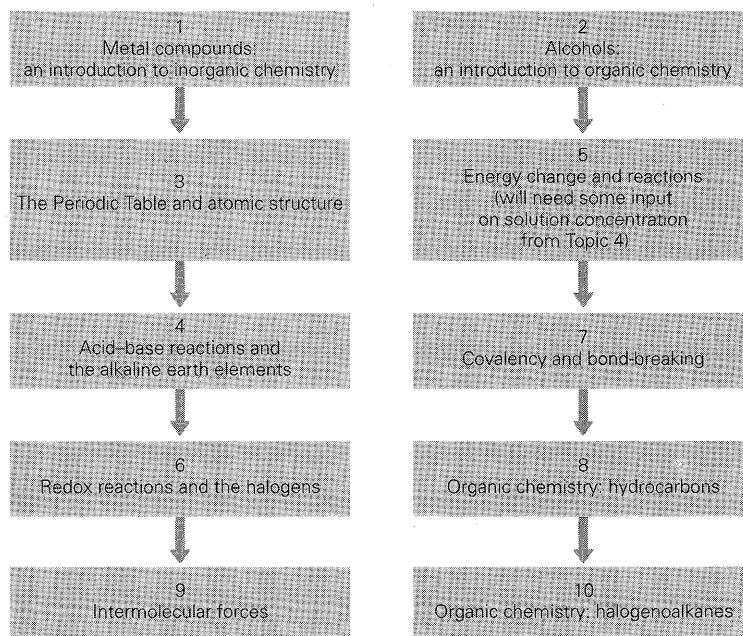 1
Metal compounds:
an introduction to inorganic chemistry
3
The Periodic Table and atomic structure
4
Acid–base reactions and
the alkaline earth elements
6
Redox reactions and the halogens
9
Intermolecular forces
2
Alcohols:
an introduction to organic chemistry
5
Energy change and reactions
(will need some input
on solution concentration
from Topic 4)
7
Covalency and bond-breaking
8
Organic chemistry: hydrocarbons
10
Organic chemistry: halogenoalkanes